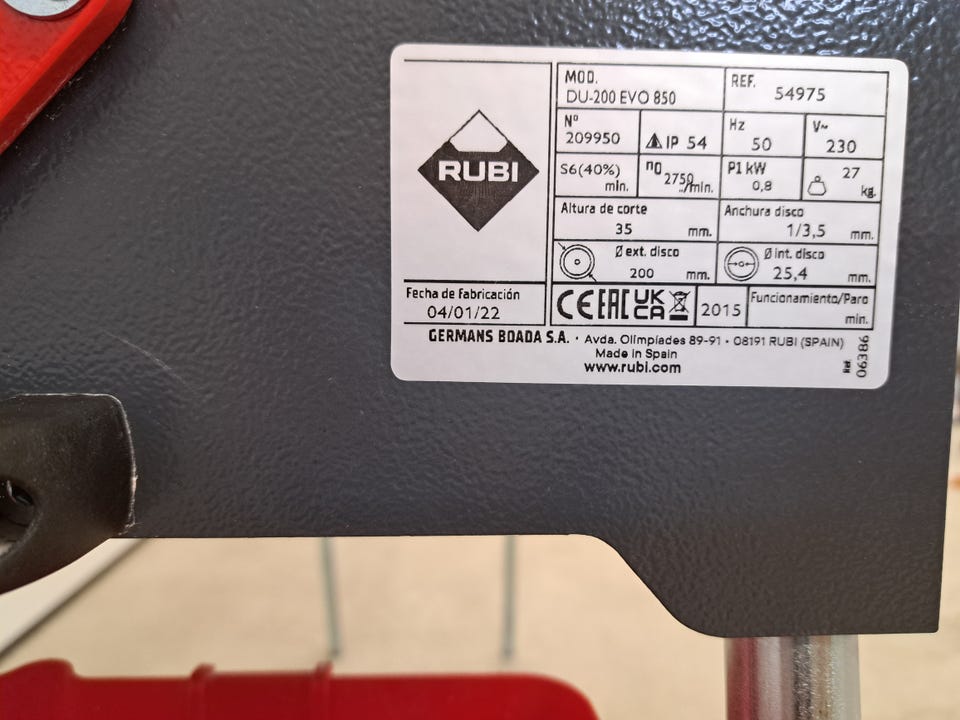 RUBI
MOD.
DU-200 EVO 850
REF.
54975
Nº
209950
IP 54
Hz
50
V~
230
S6(40%)
min.
n0
2750
../min.
P1 kW
0,8
27
kg.
Altura de corte
35 mm.
Anchura disco
1/3,5 mm.
Ø ext. disco
200 mm.
Ø int. disco
25,4 mm.
Fecha de fabricación
04/01/22
CE EAC UK
CA
2015
Funcionamiento/Paro
min.
GERMANS BOADA S.A. · Avda. Olimpíades 89-91 · 08191 RUBI (SPAIN)
Made in Spain
www.rubi.com
Ref.
06386